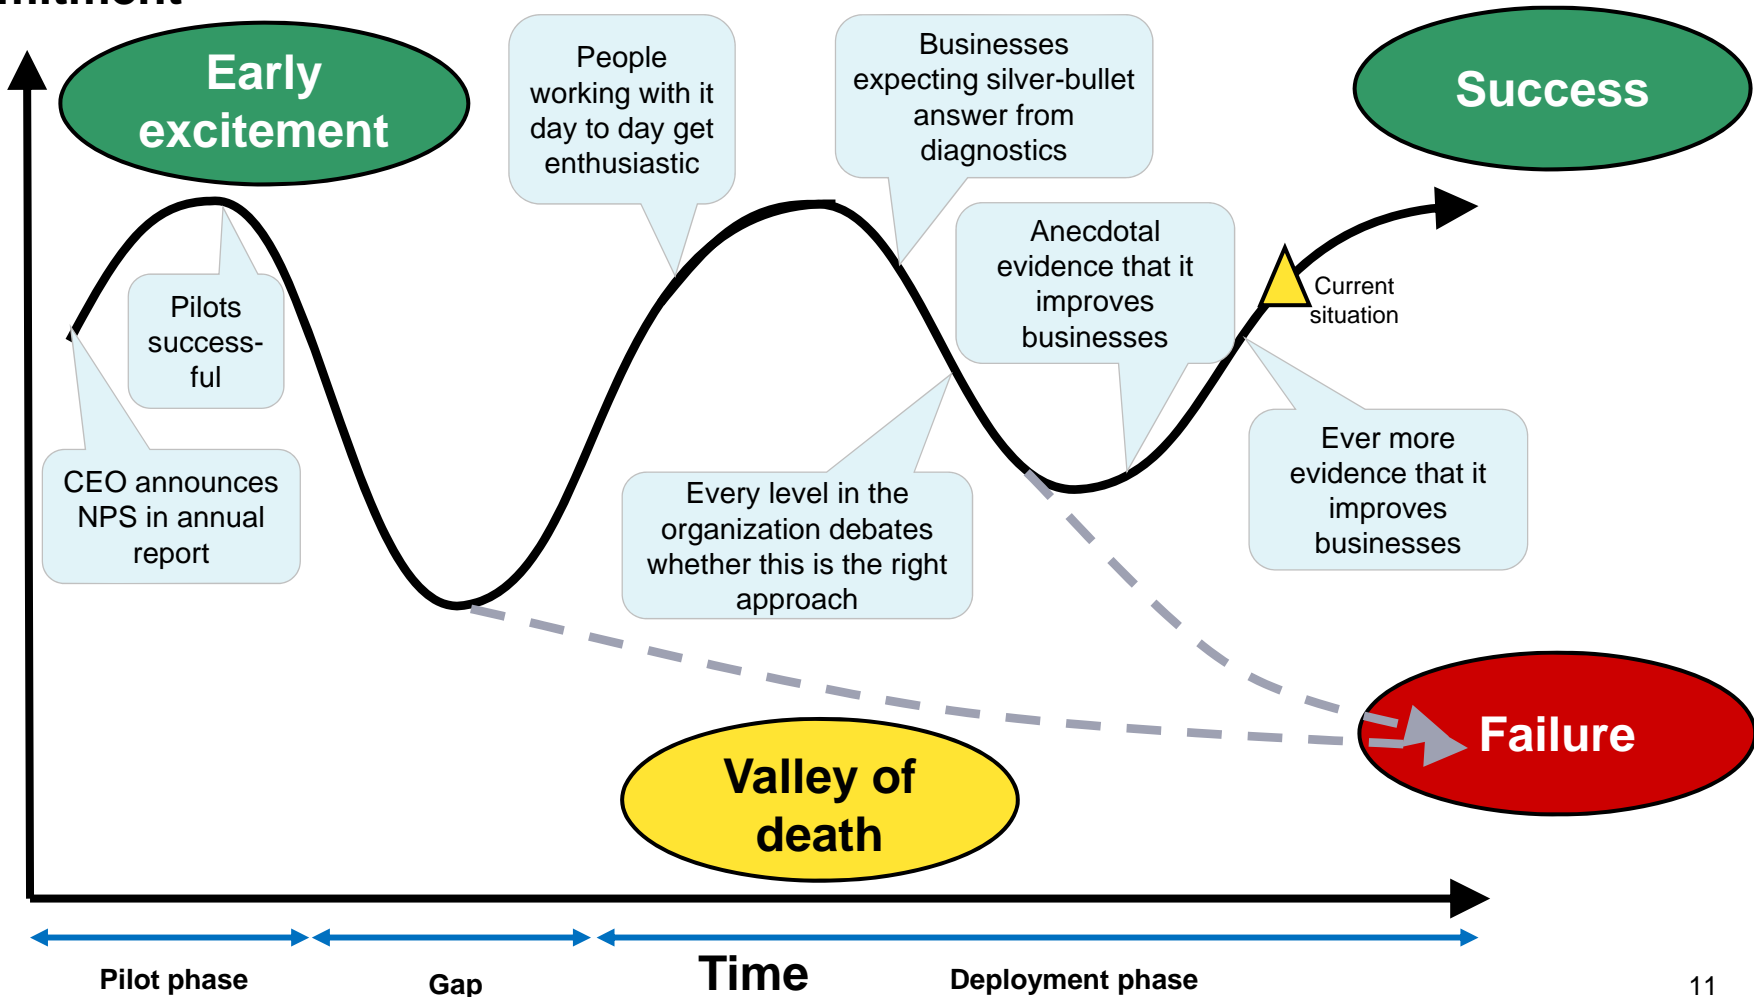 Early
excitement
People
working with it
day to day get
enthusiastic
Businesses
expecting silver-bullet
answer from
diagnostics
Success
Anecdotal
evidence that it
improves
businesses
Current
situation
Pilots
success-
ful
CEO announces
NPS in annual
report
Every level in the
organization debates
whether this is the right
approach
Ever more
evidence that it
improves
businesses
Failure
Valley of
death
Pilot phase
Gap
Time
Deployment phase
11